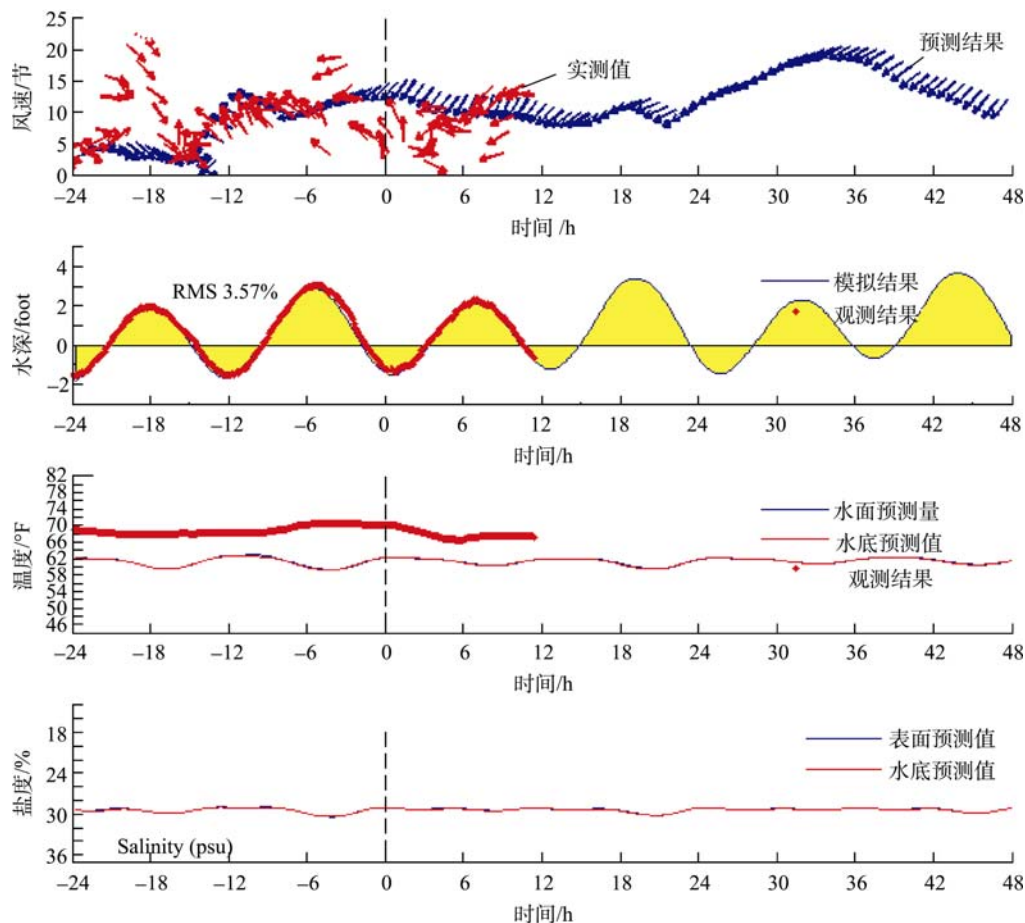 25
20
15
10
5
0
风速/节
实测值
预测结果
–24 –18 –12 –6 0 6 12 18 24 30 36 42 48
时间 /h
4
2
0
–2
水深/foot
RMS 3.57%
模拟结果
观测结果
–24 –18 –12 –6 0 6 12 18 24 30 36 42 48
时间/h
82
78
74
70
66
62
58
54
50
46
温度/°F
水面预测量
水底预测值
观测结果
–24 –18 –12 –6 0 6 12 18 24 30 36 42 48
时间/h
18
24
30
36
盐度/%
表面预测值
水底预测值
Salinity (psu)
–24 –18 –12 –6 0 6 12 18 24 30 36 42 48
时间/h